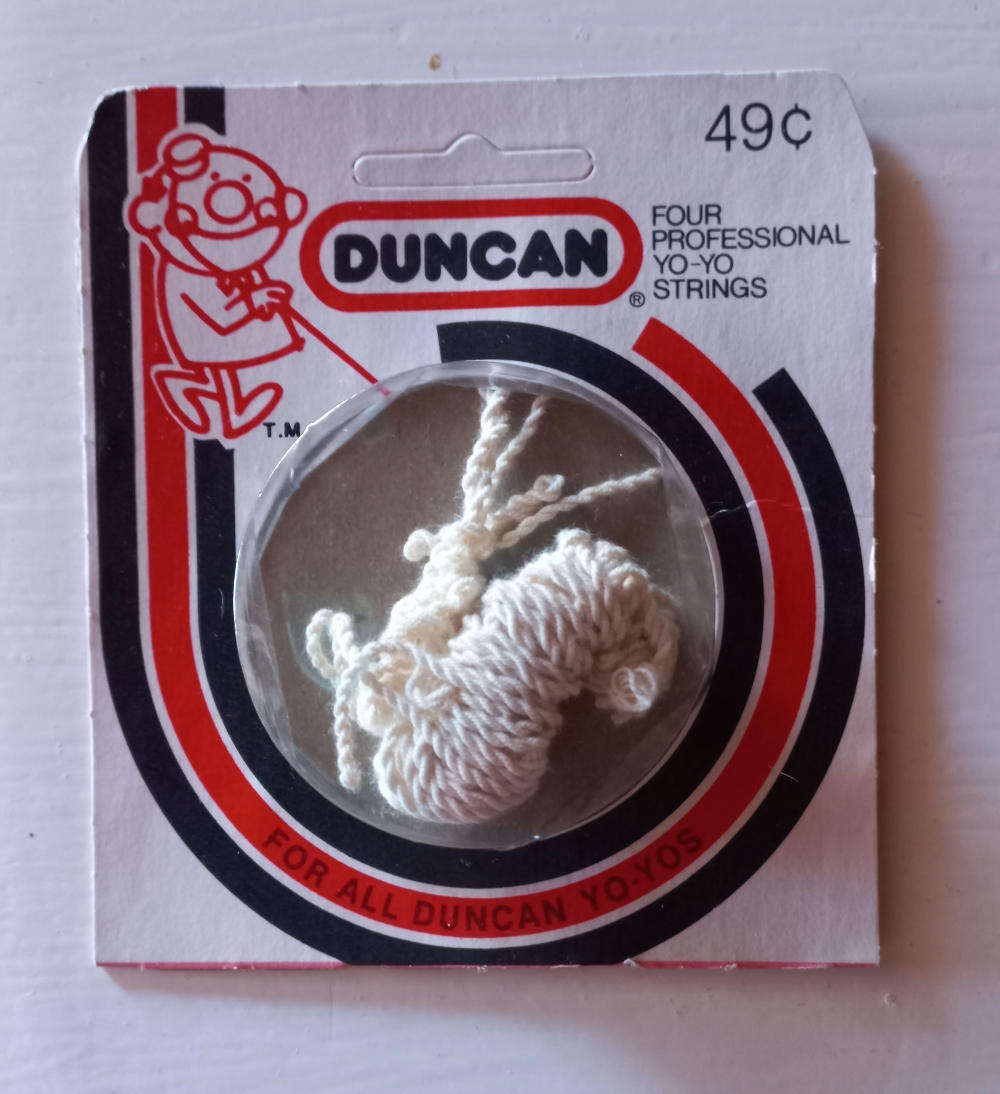 49¢
DUNCAN®
FOUR
PROFESSIONAL
YO-YO
STRINGS
T.M.
FOR ALL DUNCAN YO-YOS